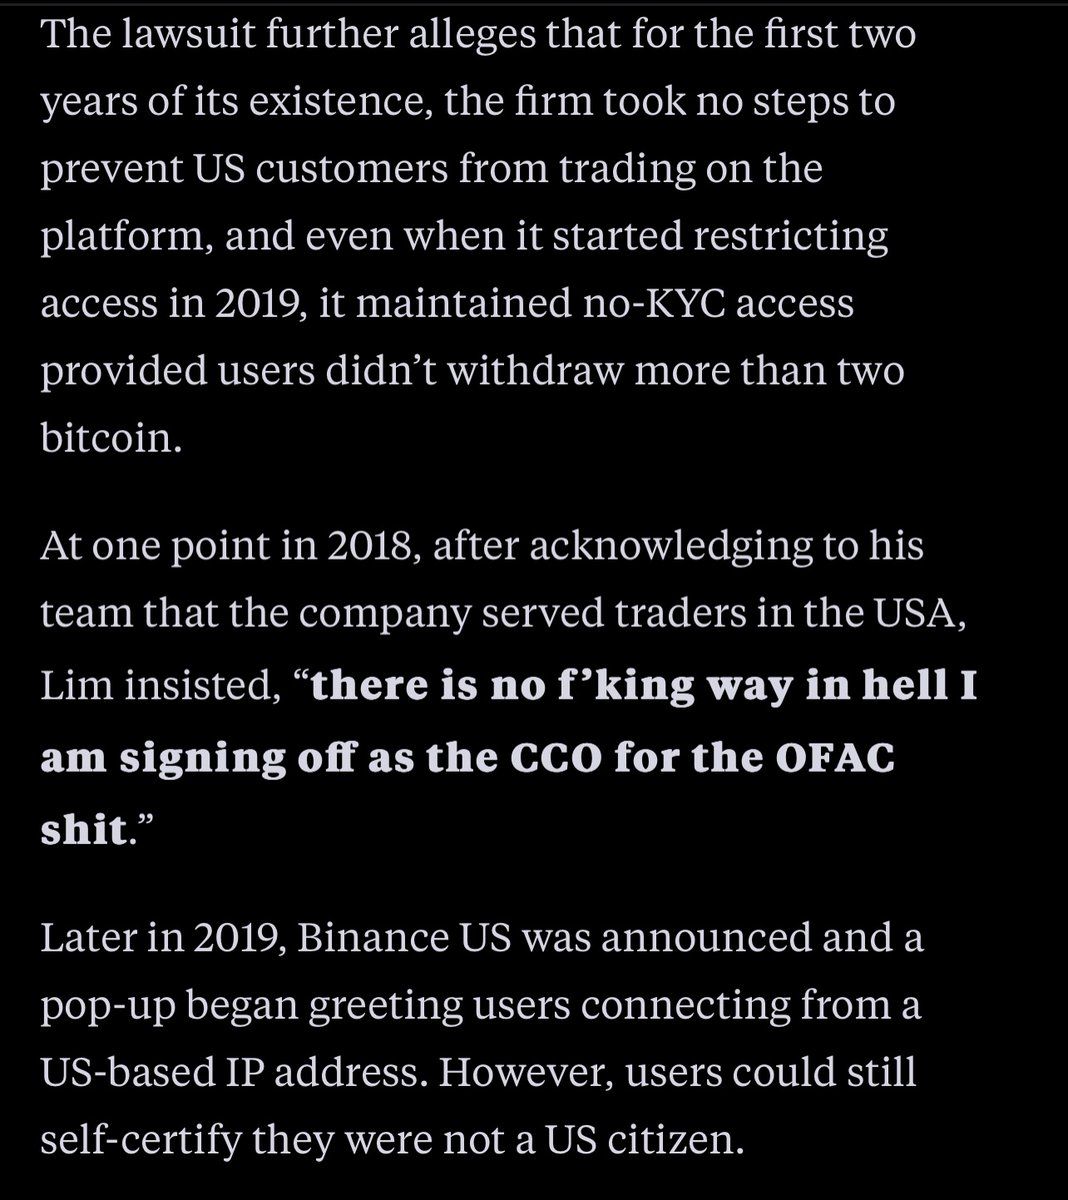 The lawsuit further alleges that for the first two
years of its existence, the firm took no steps to
prevent US customers from trading on the
platform, and even when it started restricting
access in 2019, it maintained no-KYC access
provided users didn’t withdraw more than two
bitcoin.
At one point in 2018, after acknowledging to his
team that the company served traders in the USA,
Lim insisted, “there is no f’king way in hell I
am signing off as the CCO for the OFAC
shit.”
Later in 2019, Binance US was announced and a
pop-up began greeting users connecting from a
US-based IP address. However, users could still
self-certify they were not a US citizen.